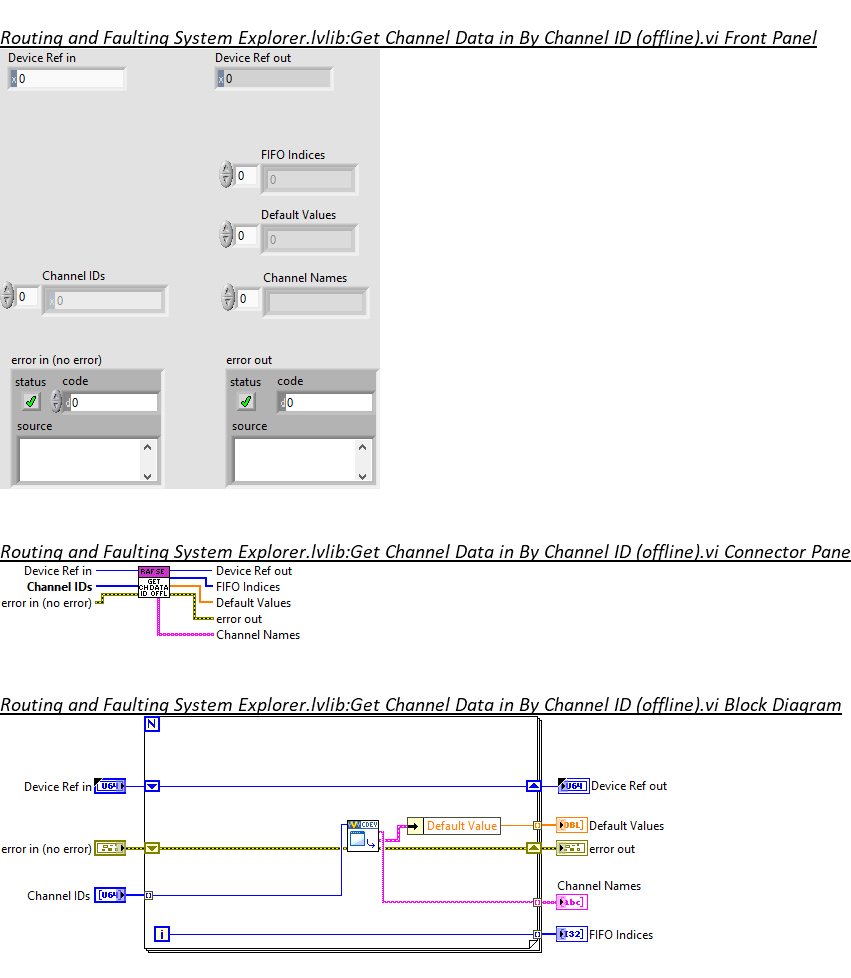 Routing and Faulting System Explorer.lvlib:Get Channel Data in By Channel ID (offline).vi Front Panel
Device Ref in
Device Ref out
x 0
x 0
FIFO Indices
0
0
Default Values
0
0
Channel IDs
Channel Names
0
x 0
0
error in (no error)
error out
status code
status code
d 0
d 0
source
source
Routing and Faulting System Explorer.lvlib:Get Channel Data in By Channel ID (offline).vi Connector Pane
Device Ref in
RAF SE
Device Ref out
Channel IDs
GET
CH DATA
ID OFFL
FIFO Indices
error in (no error)
Default Values
error out
Channel Names
Routing and Faulting System Explorer.lvlib:Get Channel Data in By Channel ID (offline).vi Block Diagram
N
Device Ref in
U64
U64
Device Ref out
CDEV
Default Value
DBL
Default Values
error in (no error)
error out
Channel IDs
U64
Channel Names
abc
i
I32
FIFO Indices